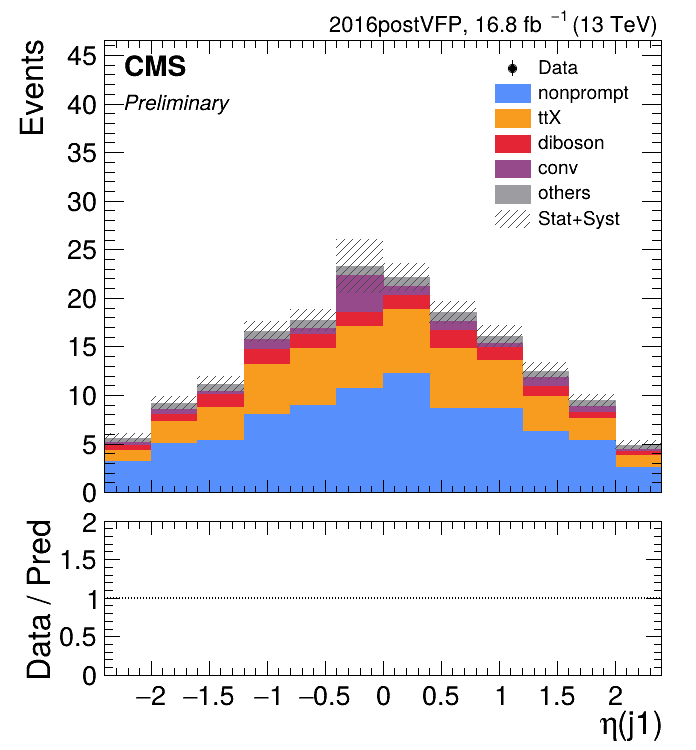 2016postVFP, 16.8 fb⁻¹ (13 TeV)
CMS
Preliminary
Events
45
40
35
30
25
20
15
10
5
0
Data
nonprompt
ttX
diboson
conv
others
Stat+Syst
Data / Pred
2
1.5
1
0.5
0
−2 −1.5 −1 −0.5 0 0.5 1 1.5 2
η(j1)